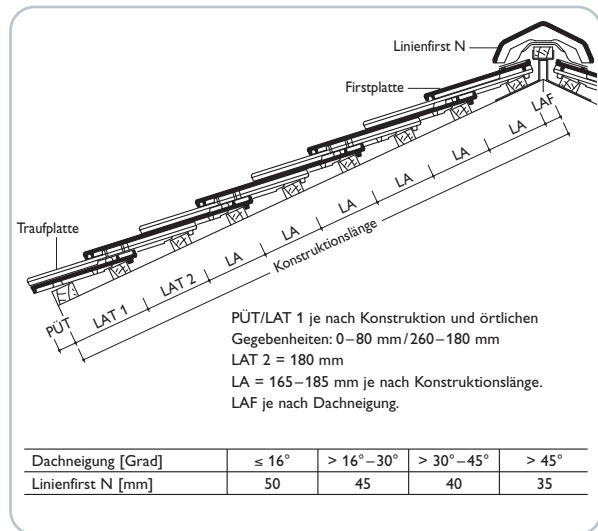 Linienfirst N
Firstplatte
LAF
LA
LA
LA
LA
LA
LA
Konstruktionslänge
Traufplatte
LAT 2
LAT 1
PÜT
PÜT/LAT 1 je nach Konstruktion und örtlichen
Gegebenheiten: 0–80 mm/260–180 mm
LAT 2 = 180 mm
LA = 165–185 mm je nach Konstruktionslänge.
LAF je nach Dachneigung.
Dachneigung [Grad] ≤ 16° > 16°–30° > 30°–45° > 45°
Linienfirst N [mm] 50 45 40 35